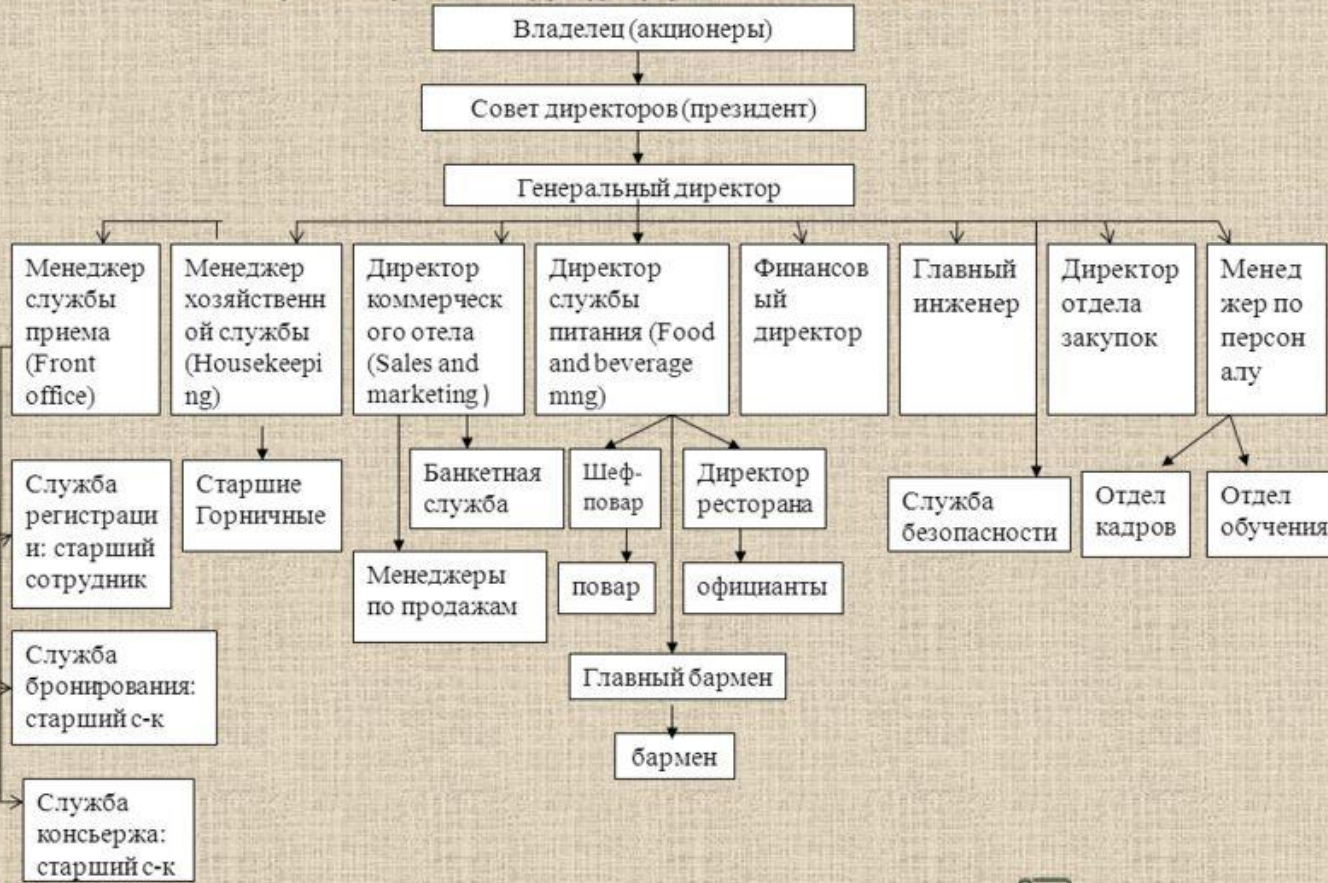 Владелец (акционеры)
Совет директоров (президент)
Генеральный директор
Менеджер
службы
приема
(Front
office)
Менеджер
хозяйственн
ой службы
(Housekeepi
ng)
Директор
коммерческ
ого отела
(Sales and
marketing )
Директор
службы
питания (Food
and beverage
mng)
Финансов
ый
директор
Главный
инженер
Директор
отдела
закупок
Менед
жер по
персон
алу
Служба
регистраци
и: старший
сотрудник
Старшие
Горничные
Банкетная
служба
Шеф-
повар
Директор
ресторана
Служба
безопасности
Отдел
кадров
Отдел
обучения
Менеджеры
по продажам
повар
официанты
Служба
бронирования:
старший с-к
Главный бармен
бармен
Служба
консьержа:
старший с-к